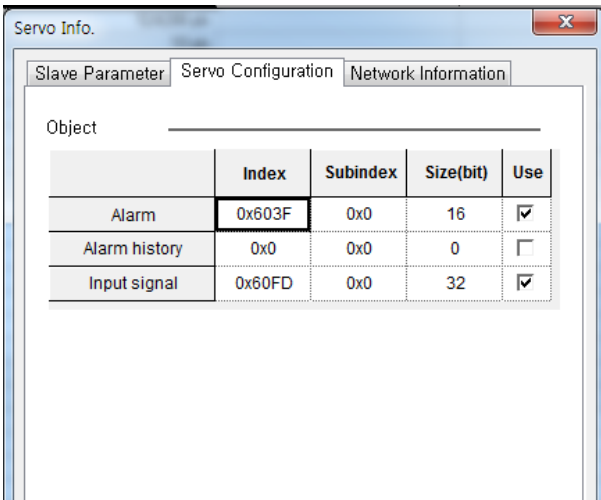 Servo Info.
Slave Parameter Servo Configuration Network Information
Object
Index Subindex Size(bit) Use
Alarm 0x603F 0x0 16
Alarm history 0x0 0x0 0
Input signal 0x60FD 0x0 32